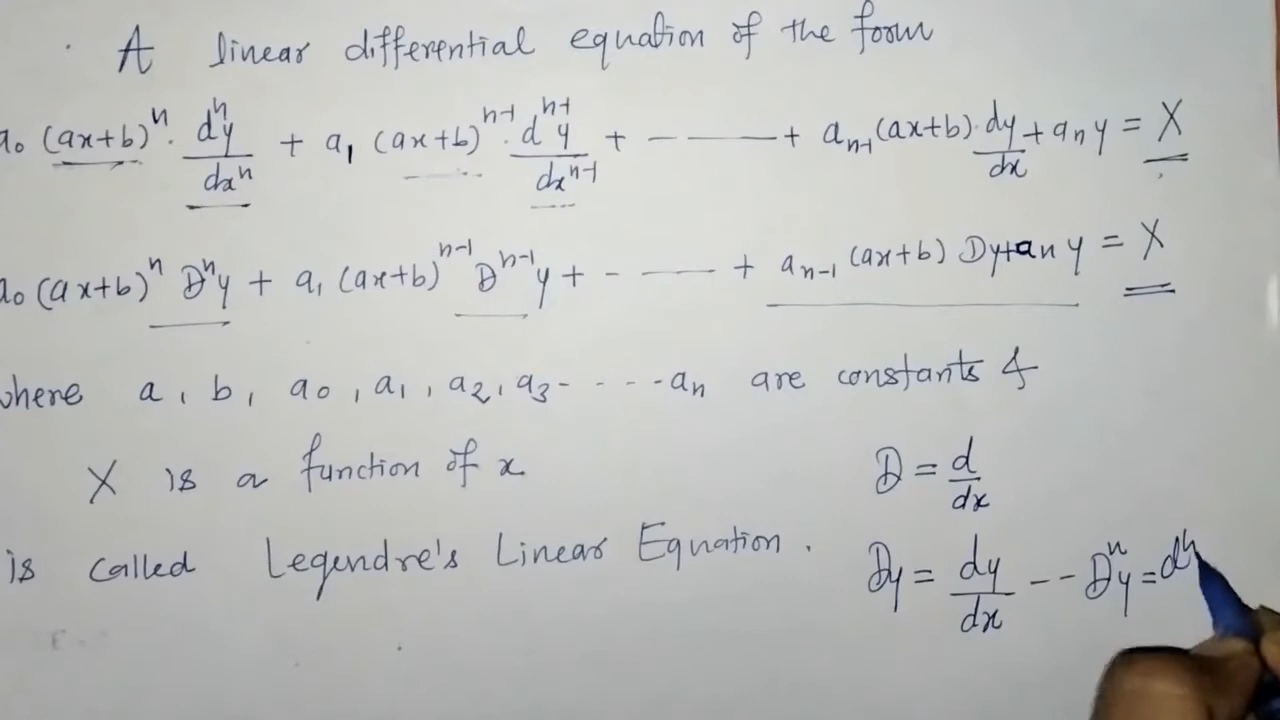 A linear differential equation of the form
a₀ (ax+b)ⁿ · dⁿy/dxⁿ + a₁ (ax+b)ⁿ⁻¹ · dⁿ⁻¹y/dxⁿ⁻¹ + - —— + aₙ₋₁ (ax+b) · dy/dx + aₙ y = X
a₀ (ax+b)ⁿ Dⁿy + a₁ (ax+b)ⁿ⁻¹ Dⁿ⁻¹y + - —— + aₙ₋₁ (ax+b) Dy + aₙ y = X
where a, b, a₀, a₁, a₂, a₃- - - - -aₙ are constants &
X is a function of x
D = d/dx
is called Legendre's Linear Equation.
Dy = dy/dx -- Dⁿy = dⁿ